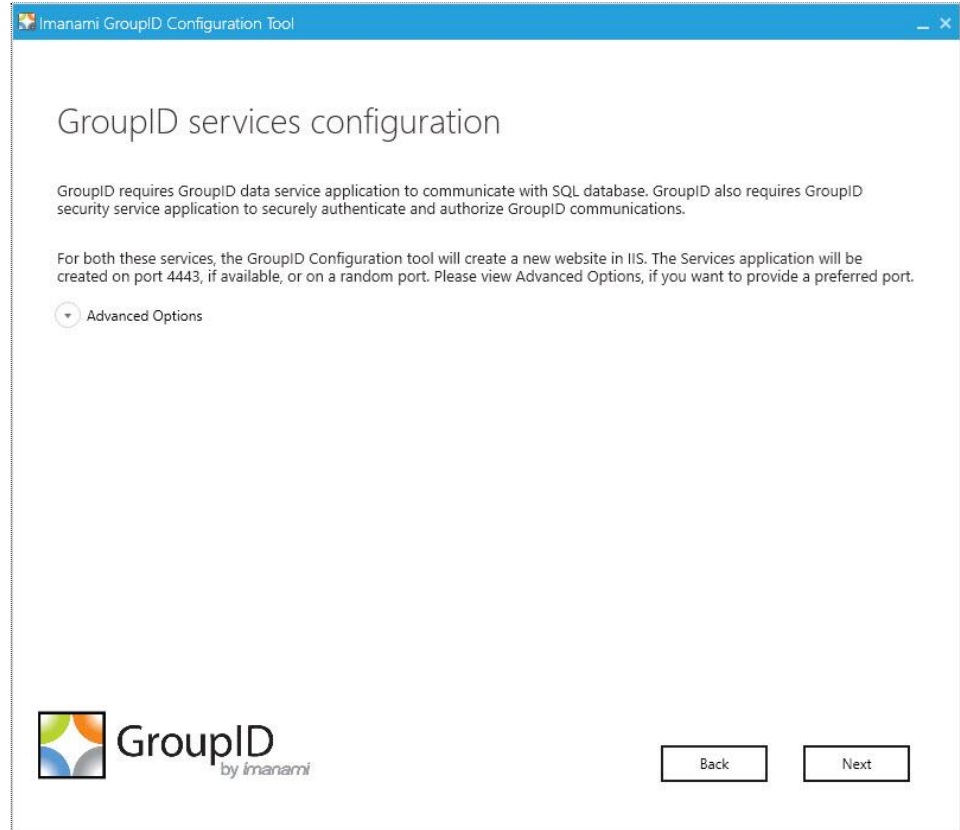 Imanami GroupID Configuration Tool
GroupID services configuration
GroupID requires GroupID data service application to communicate with SQL database. GroupID also requires GroupID
security service application to securely authenticate and authorize GroupID communications.
For both these services, the GroupID Configuration tool will create a new website in IIS. The Services application will be
created on port 4443, if available, or on a random port. Please view Advanced Options, if you want to provide a preferred port.
Advanced Options
GroupID
by imanami
Back
Next